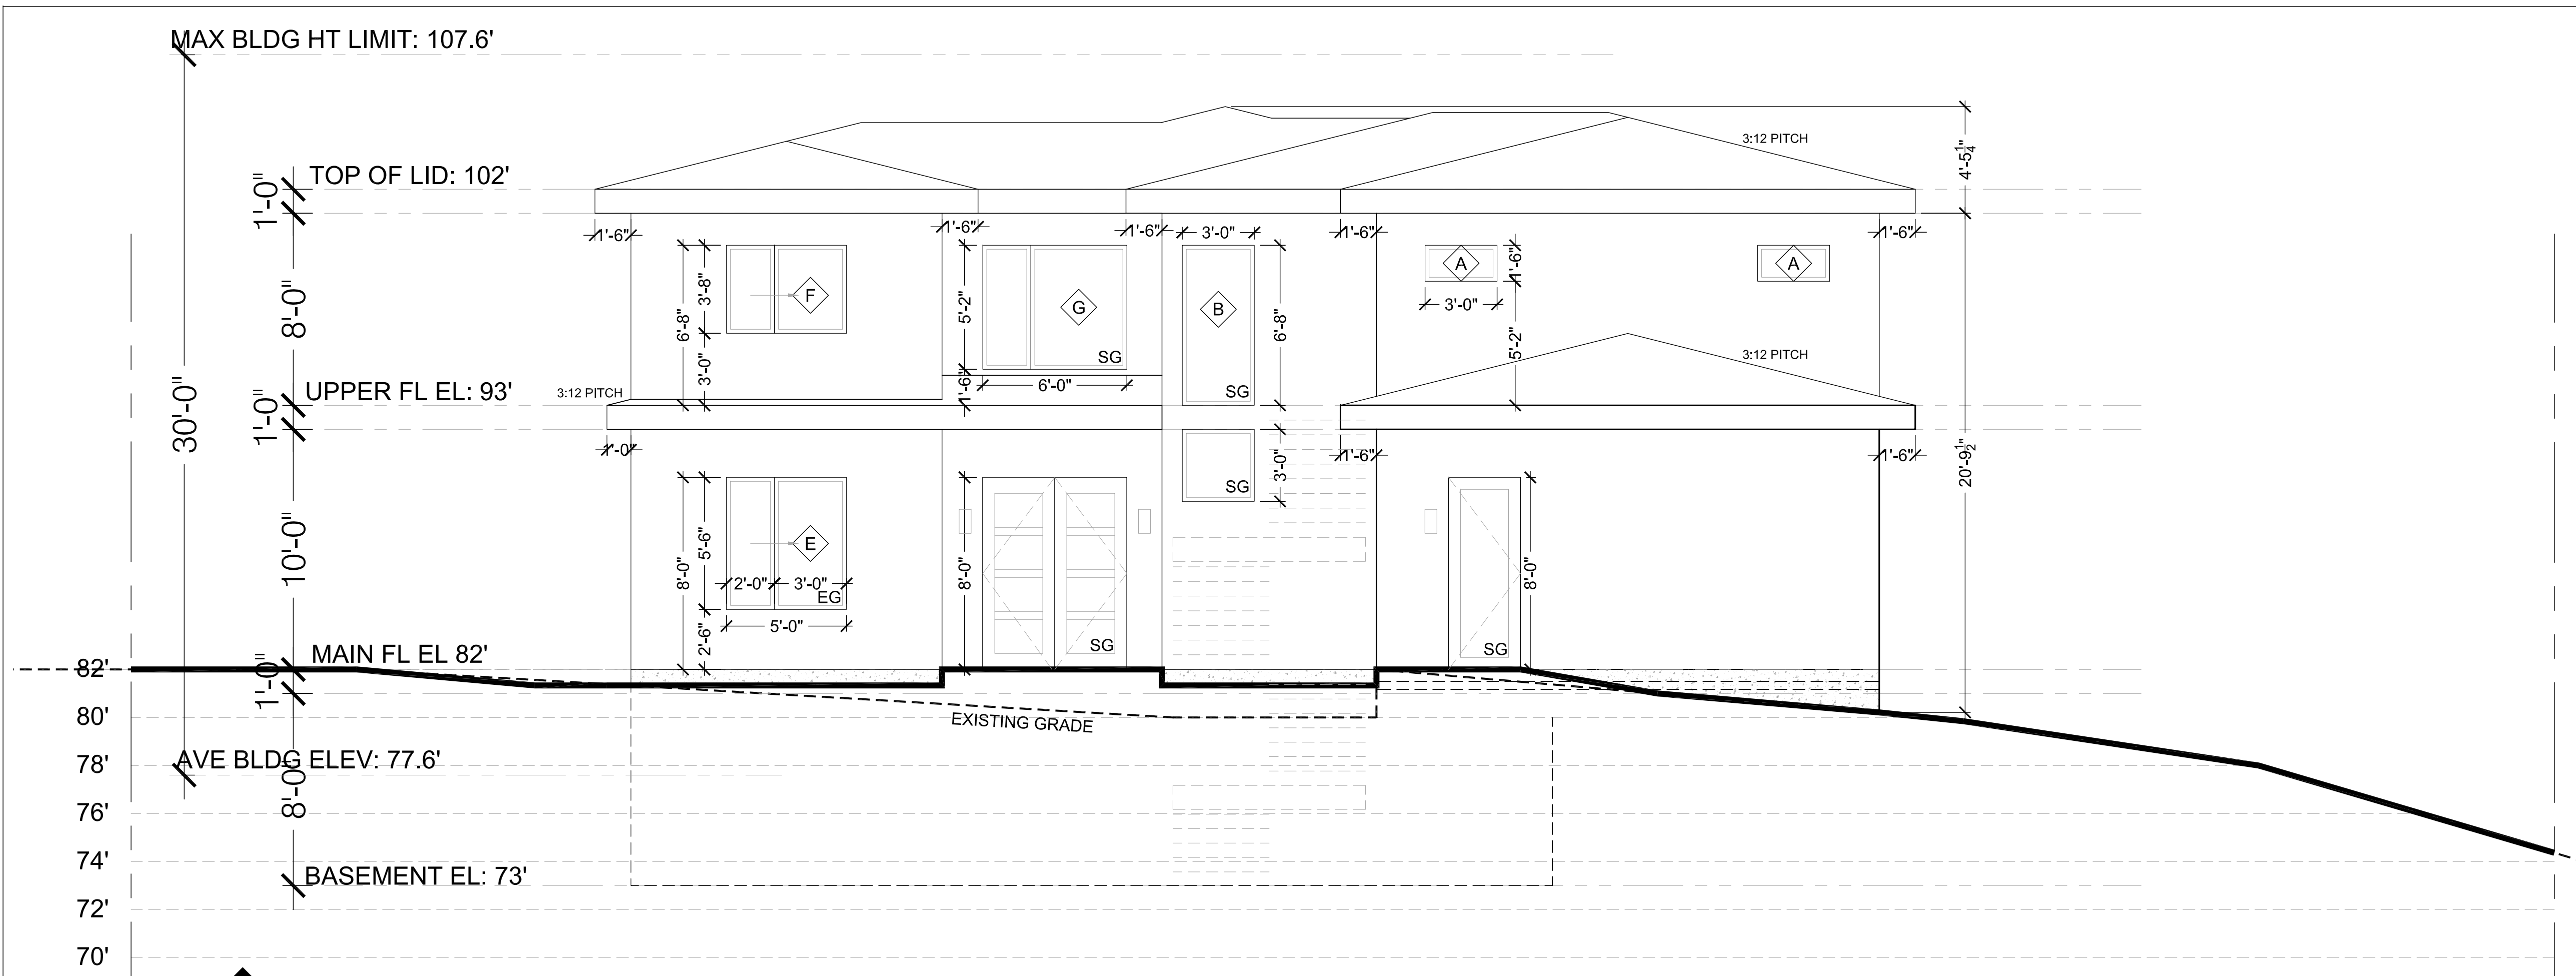 MAX BLDG HT LIMIT: 107.6'
3:12 PITCH
4'-5 1/4"
TOP OF LID: 102'
1'-0"
1'-6"
1'-6"
1'-6"
3'-0"
1'-6"
1'-6"
8'-0"
6'-8"
3'-8"
F
5'-2"
G
B
6'-8"
A
1'-6"
A
3'-0"
3'-0"
SG
5'-2"
3:12 PITCH
UPPER FL EL: 93'
3:12 PITCH
1'-6"
6'-0"
SG
30'-0"
1'-0"
1'-0"
3'-0"
SG
1'-6"
1'-6"
20'-9 1/2"
10'-0"
8'-0"
5'-6"
E
2'-0"
3'-0"
EG
5'-0"
2'-6"
8'-0"
SG
8'-0"
SG
MAIN FL EL 82'
82'
1'-0"
80'
EXISTING GRADE
AVE BLDG ELEV: 77.6'
78'
8'-0"
76'
74'
BASEMENT EL: 73'
72'
70'